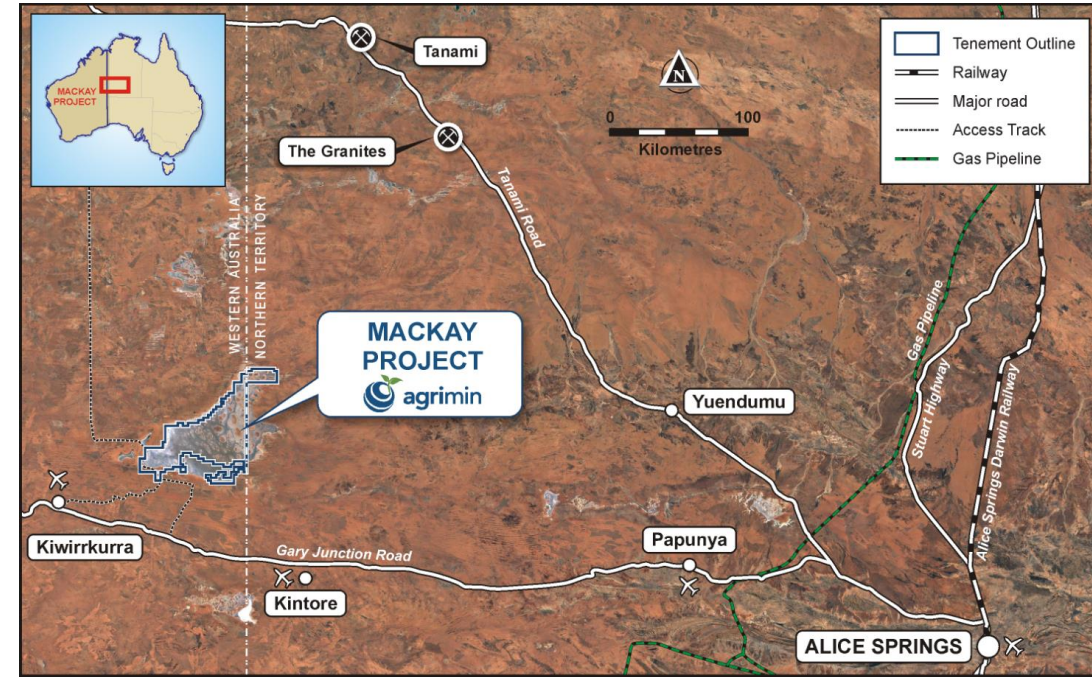 MACKAY
PROJECT
Tanami
The Granites
N
0
100
Kilometres
Tenement Outline
Railway
Major road
Access Track
Gas Pipeline
WESTERN AUSTRALIA
NORTHERN TERRITORY
Tanami Road
MACKAY
PROJECT
agrimin
Gas Pipeline
Stuart Highway
Alice Springs Darwin Railway
Yuendumu
Kiwirrkurra
Gary Junction Road
Papunya
Kintore
ALICE SPRINGS